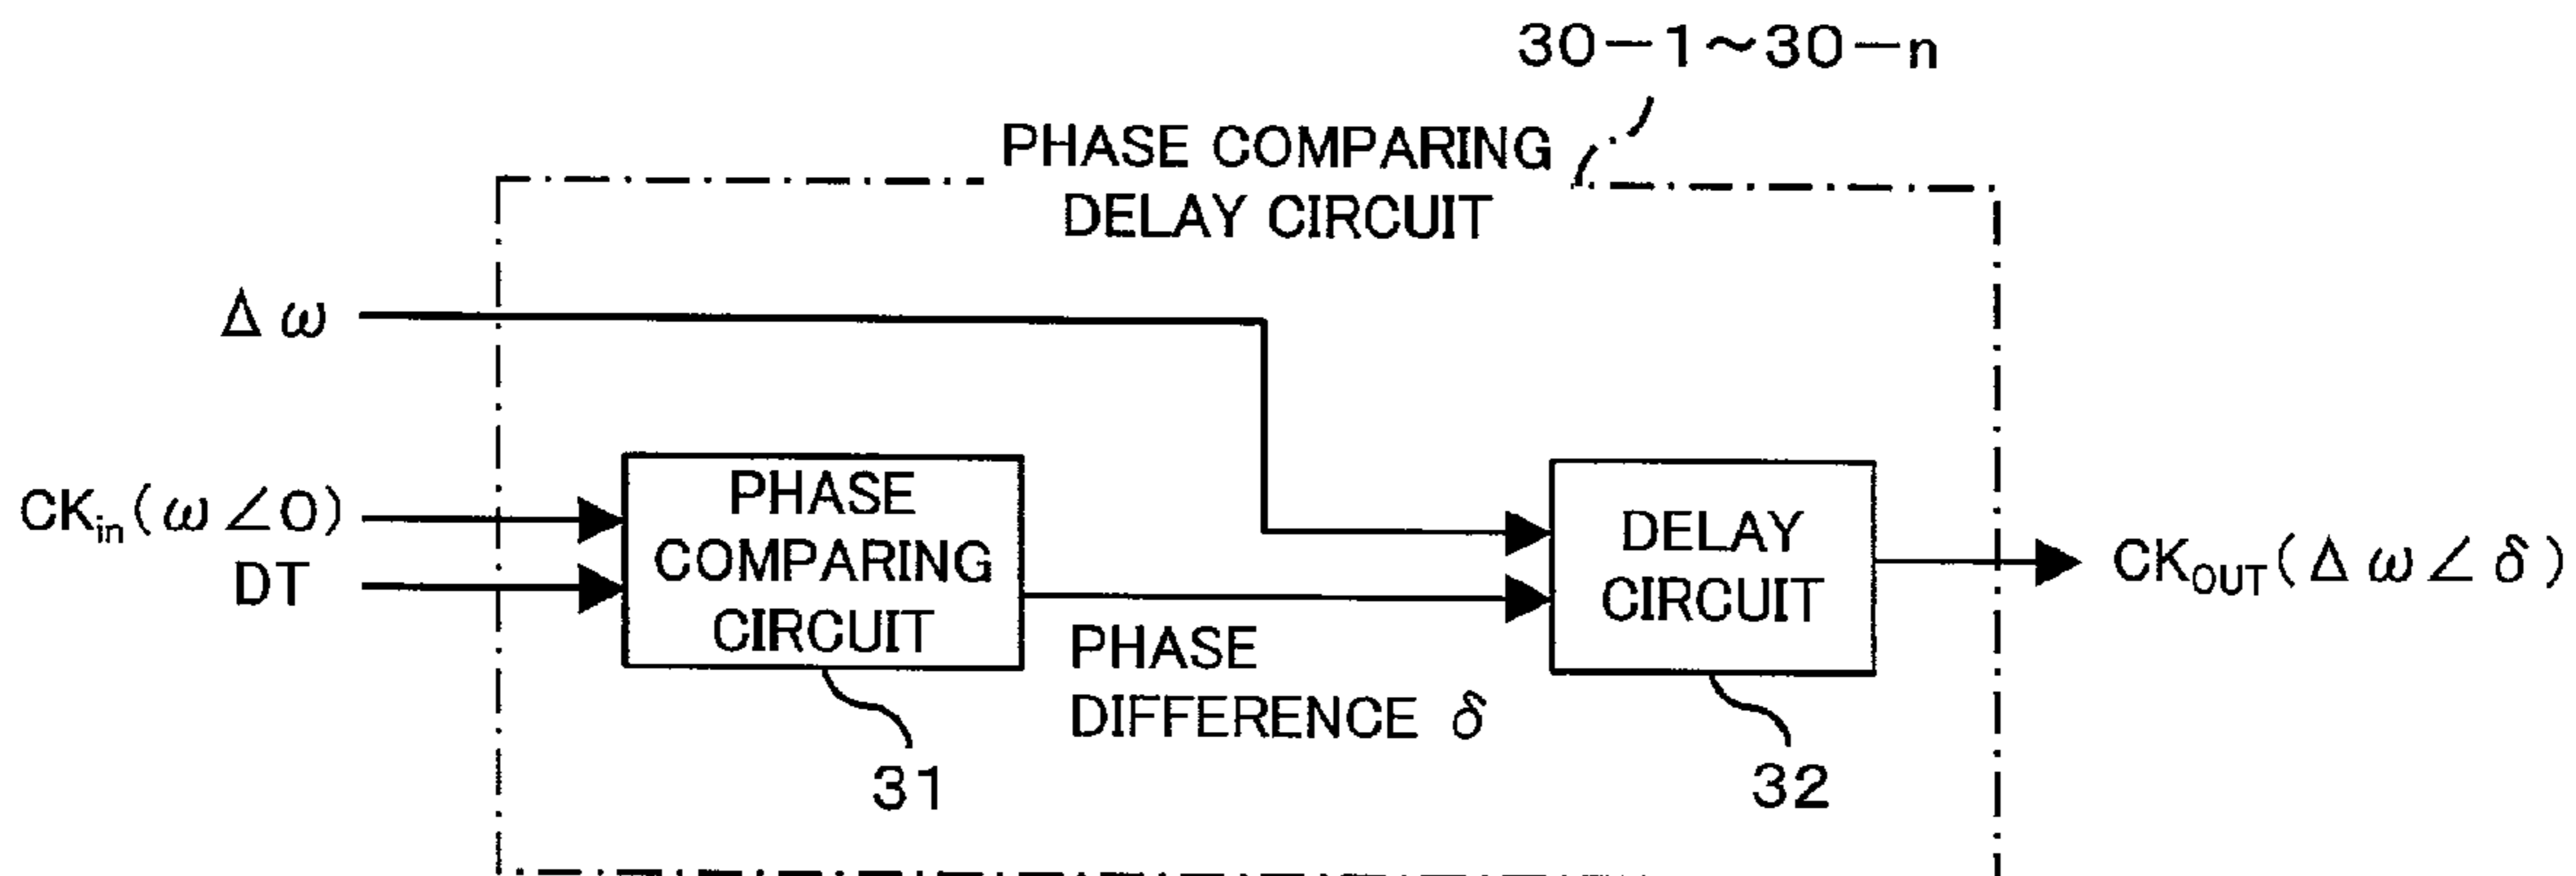 30-1~30-n
PHASE COMPARING
DELAY CIRCUIT
Δω
CKin(ω∠0)
DT
PHASE
COMPARING
CIRCUIT
DELAY
CIRCUIT
CKOUT(Δω∠δ)
PHASE
DIFFERENCE δ
31
32